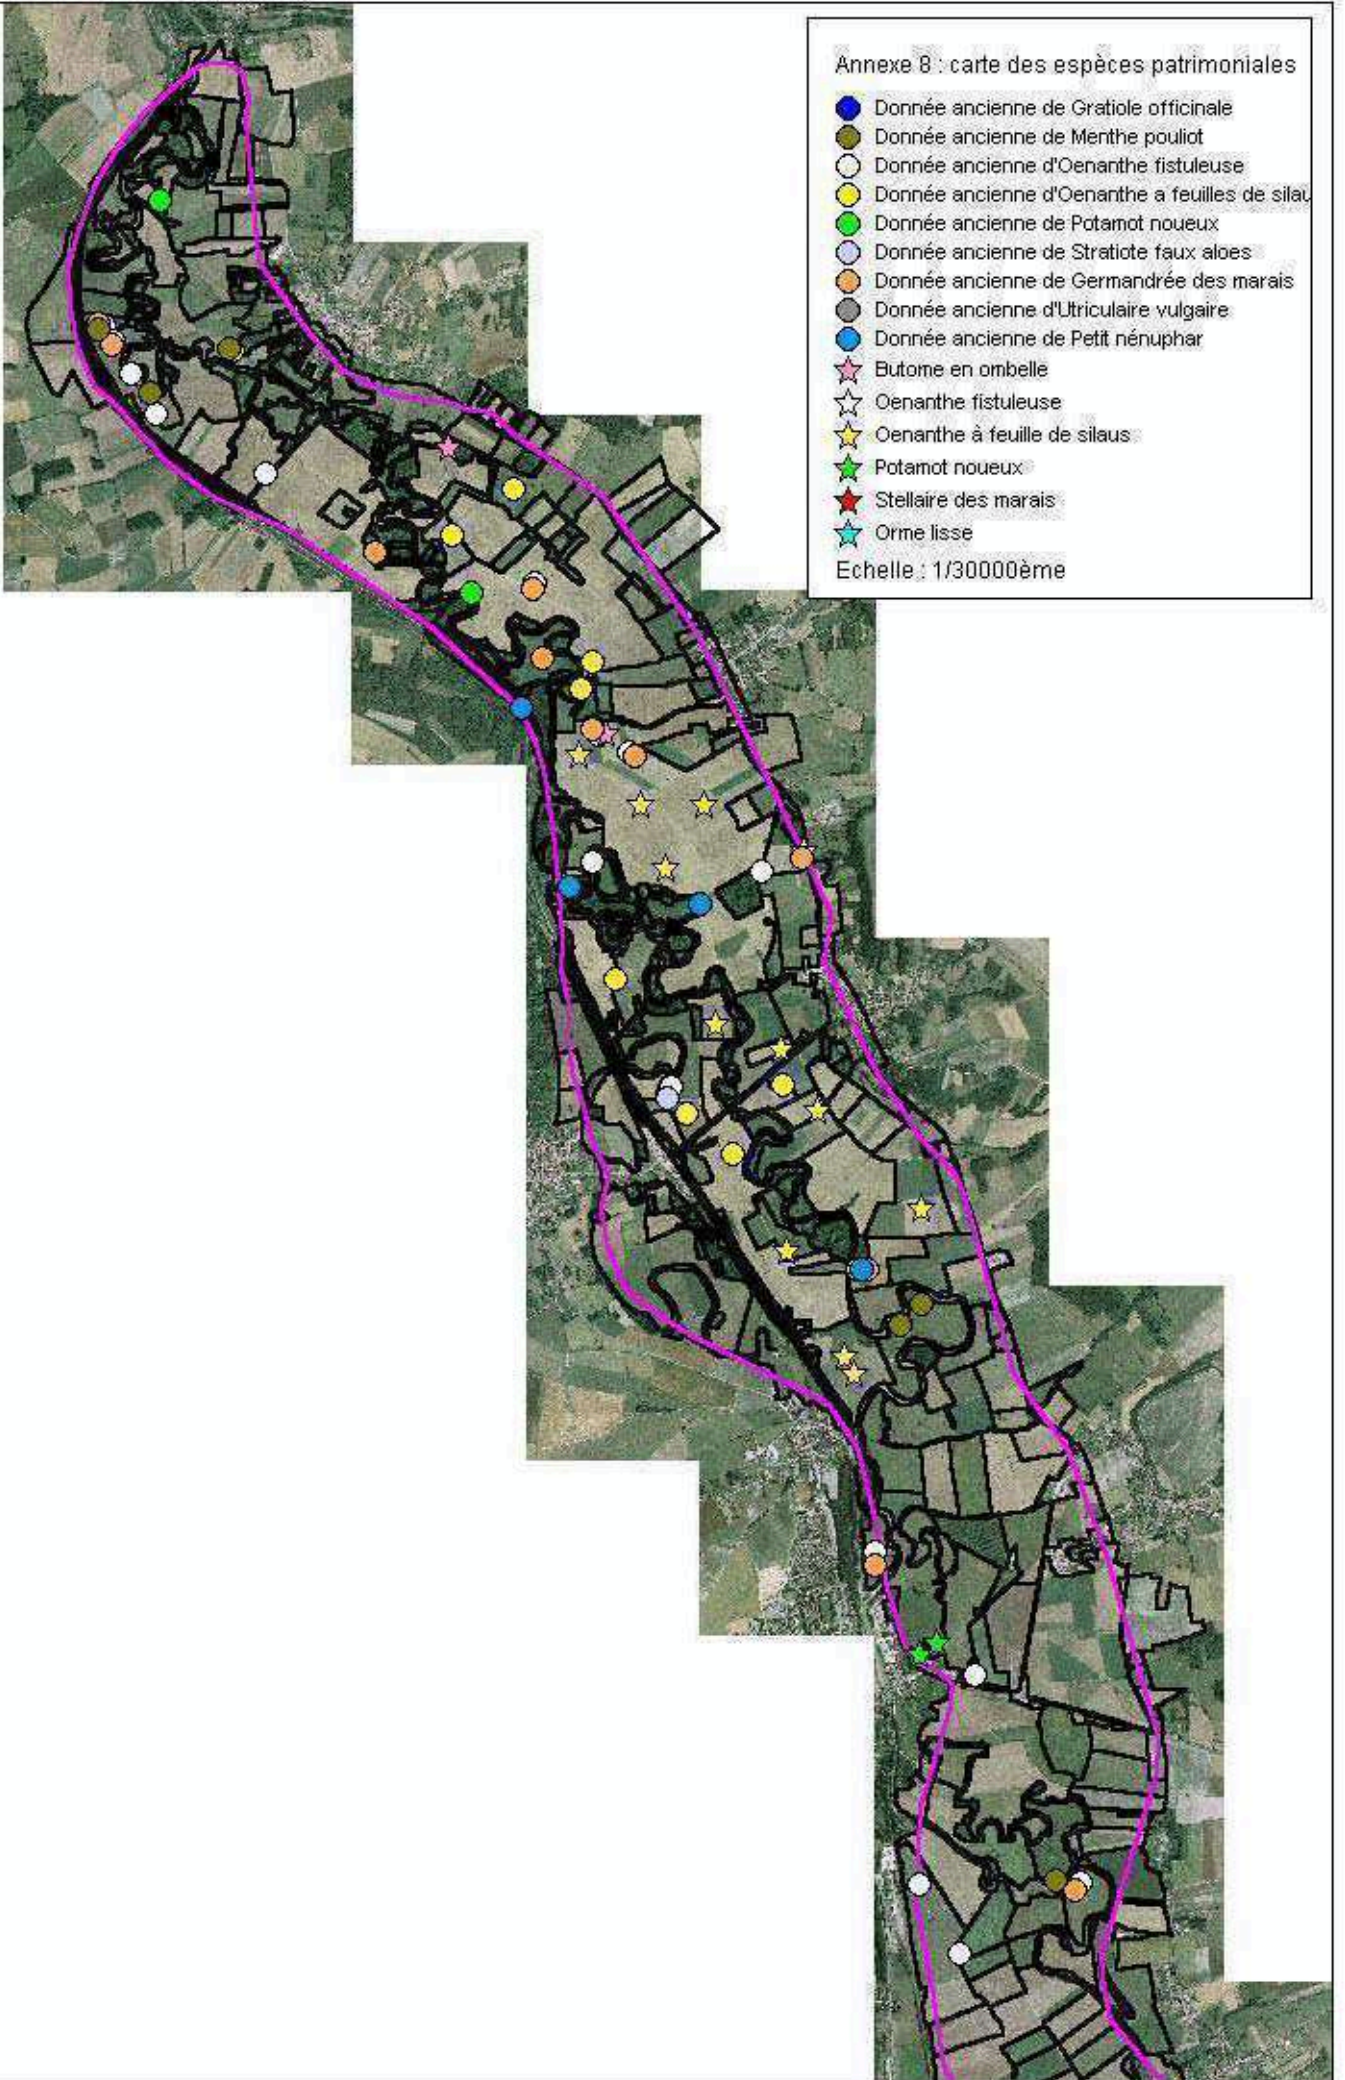 Annexe 8 : carte des espèces patrimoniales
Donnée ancienne de Gratiole officinale
Donnée ancienne de Menthe pouliot
Donnée ancienne d'Oenanthe fistuleuse
Donnée ancienne d'Oenanthe a feuilles de silau
Donnée ancienne de Potamot noueux
Donnée ancienne de Stratiote faux aloes
Donnée ancienne de Germandrée des marais
Donnée ancienne d'Utriculaire vulgaire
Donnée ancienne de Petit nénuphar
Butome en ombelle
Oenanthe fistuleuse
Oenanthe à feuille de silaus
Potamot noueux
Stellaire des marais
Orme lisse
Echelle : 1/30000ème